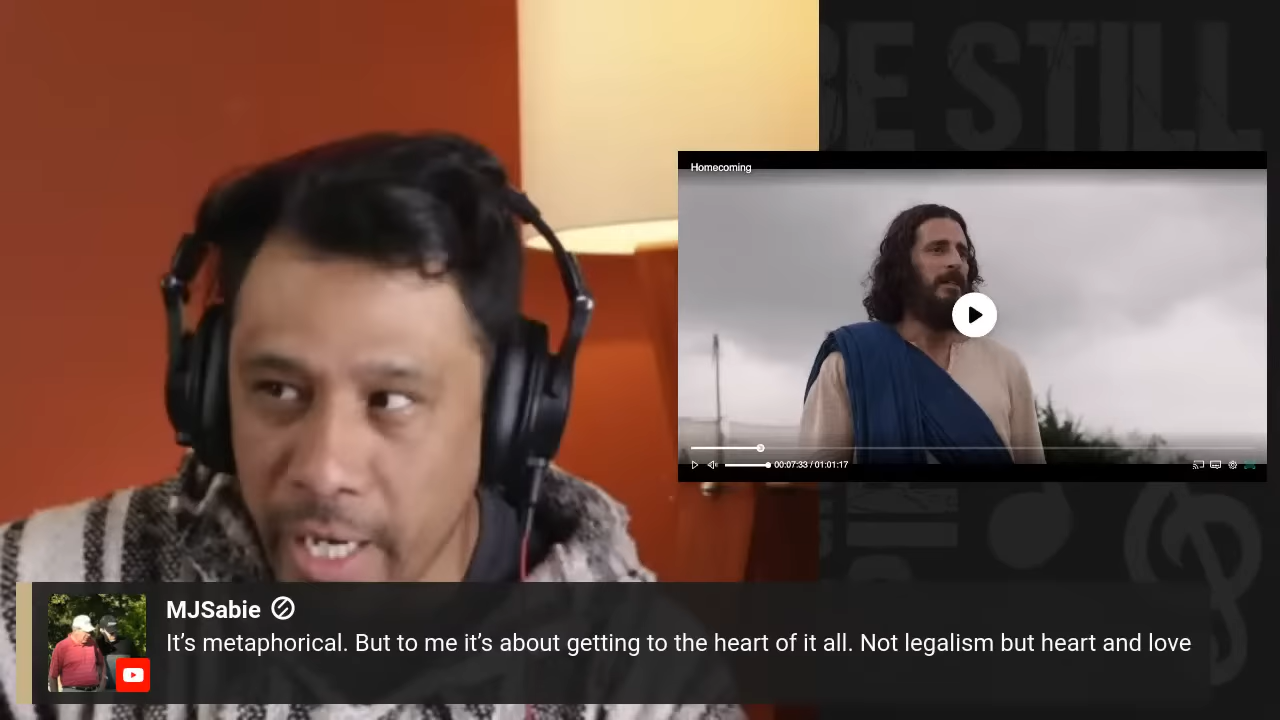 BE STILL
Homecoming
00:07:33 / 01:01:17
MJSabie
It’s metaphorical. But to me it’s about getting to the heart of it all. Not legalism but heart and love